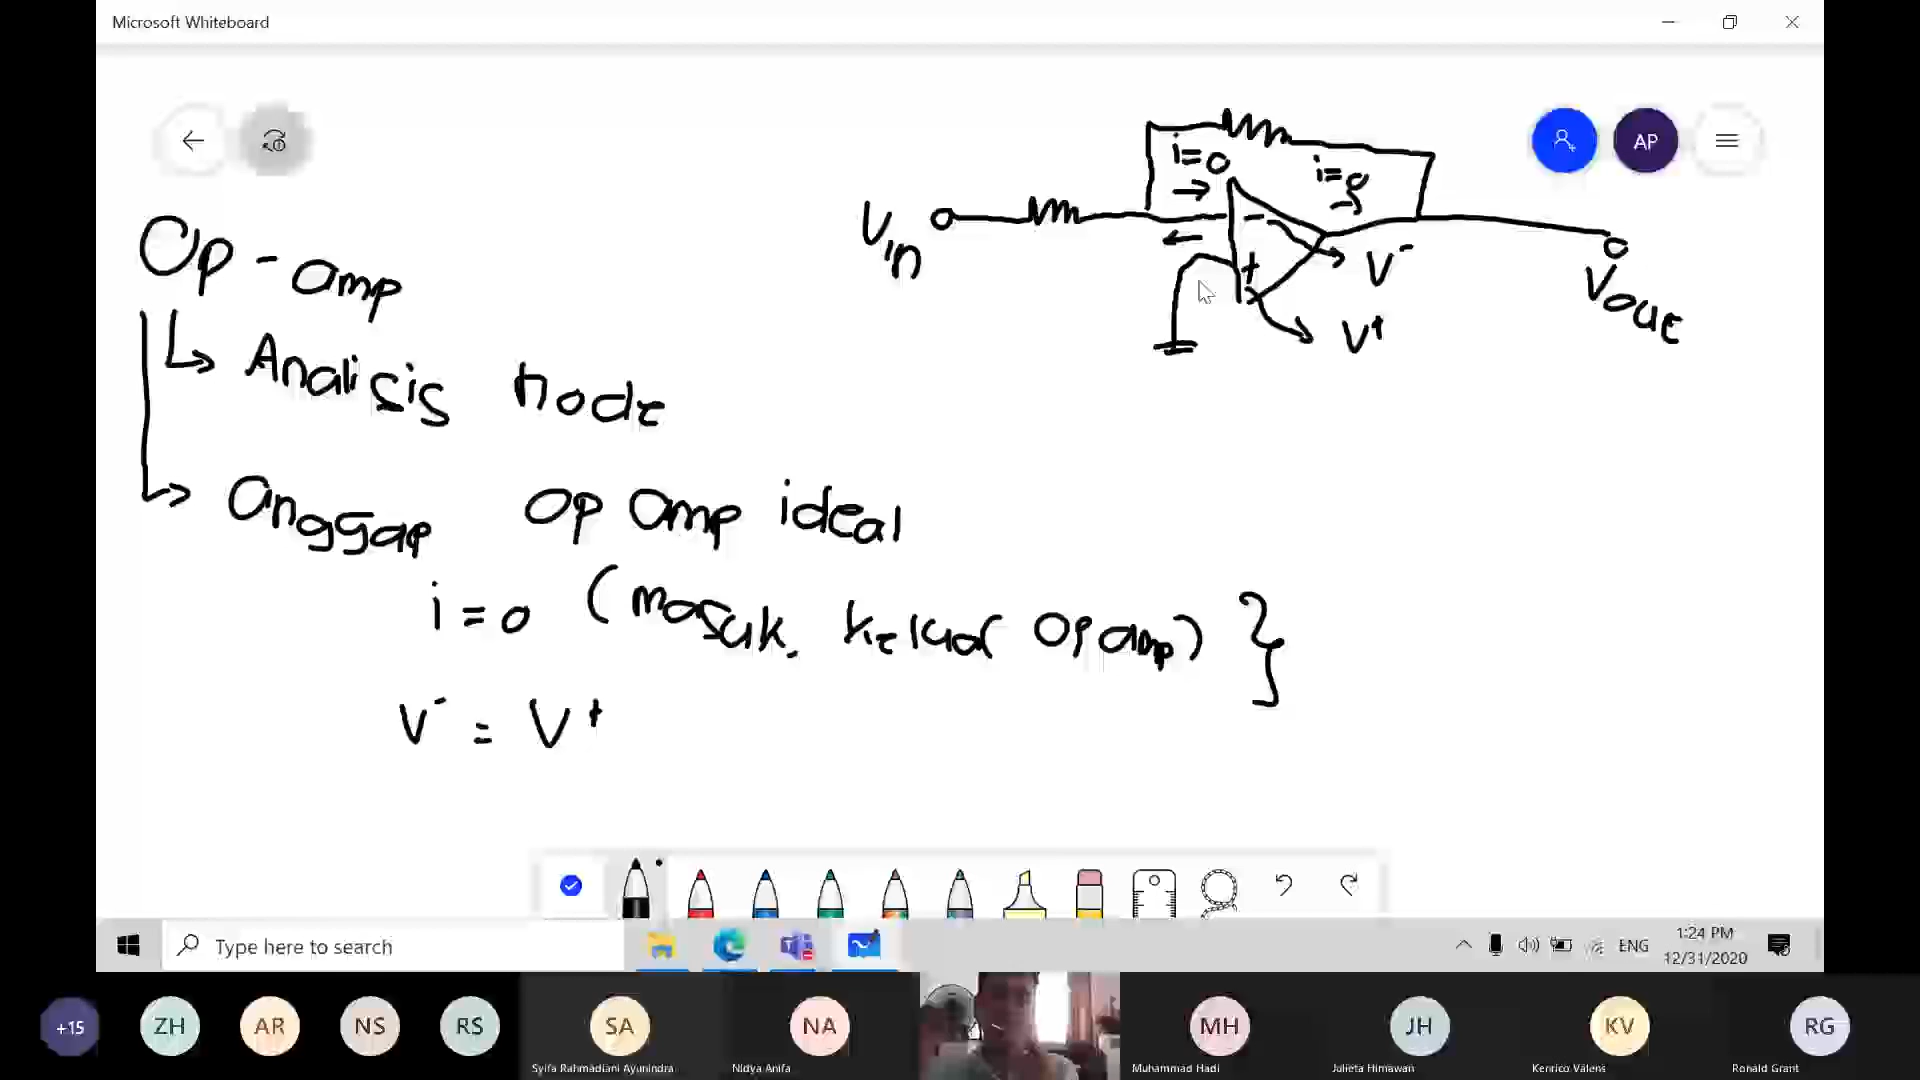 Microsoft Whiteboard
AP
i=0
i=0
Vin
-
+
V-
V+
Vout
Op - amp
Analisis node
anggap op amp ideal
i = 0 (masuk. keluar op amp) }
V- = V+
Type here to search
ENG
1:24 PM
12/31/2020
+15
ZH
AR
NS
RS
SA
NA
MH
JH
KV
RG
Syifa Rahmadiani Ayunindra
Nidya Anifa
Muhammad Hadi
Julieta Himawan
Kenrico Valens
Ronald Grant